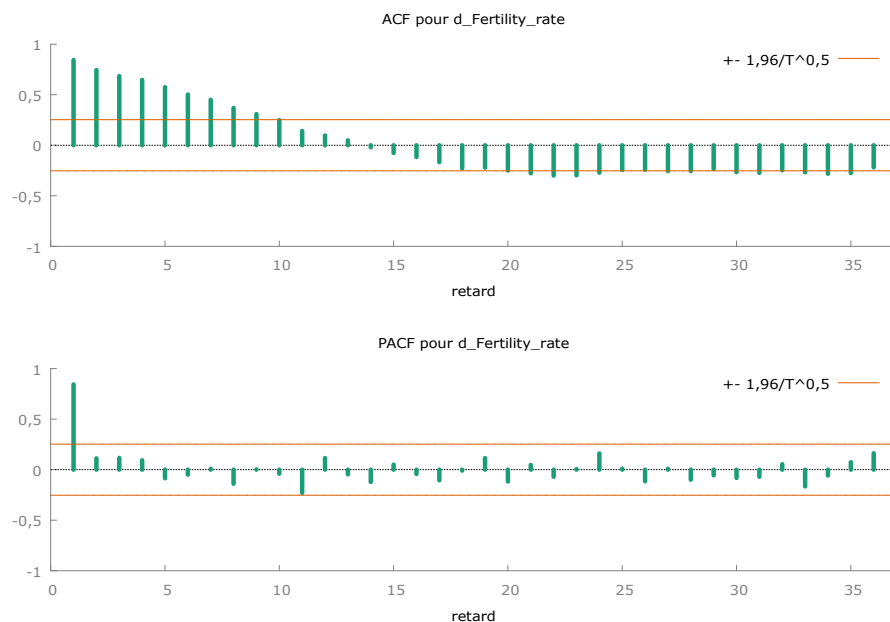 ACF pour d_Fertility_rate
+- 1,96/T^0,5
1
0,5
0
-0,5
-1
0 5 10 15 20 25 30 35
retard
PACF pour d_Fertility_rate
+- 1,96/T^0,5
1
0,5
0
-0,5
-1
0 5 10 15 20 25 30 35
retard